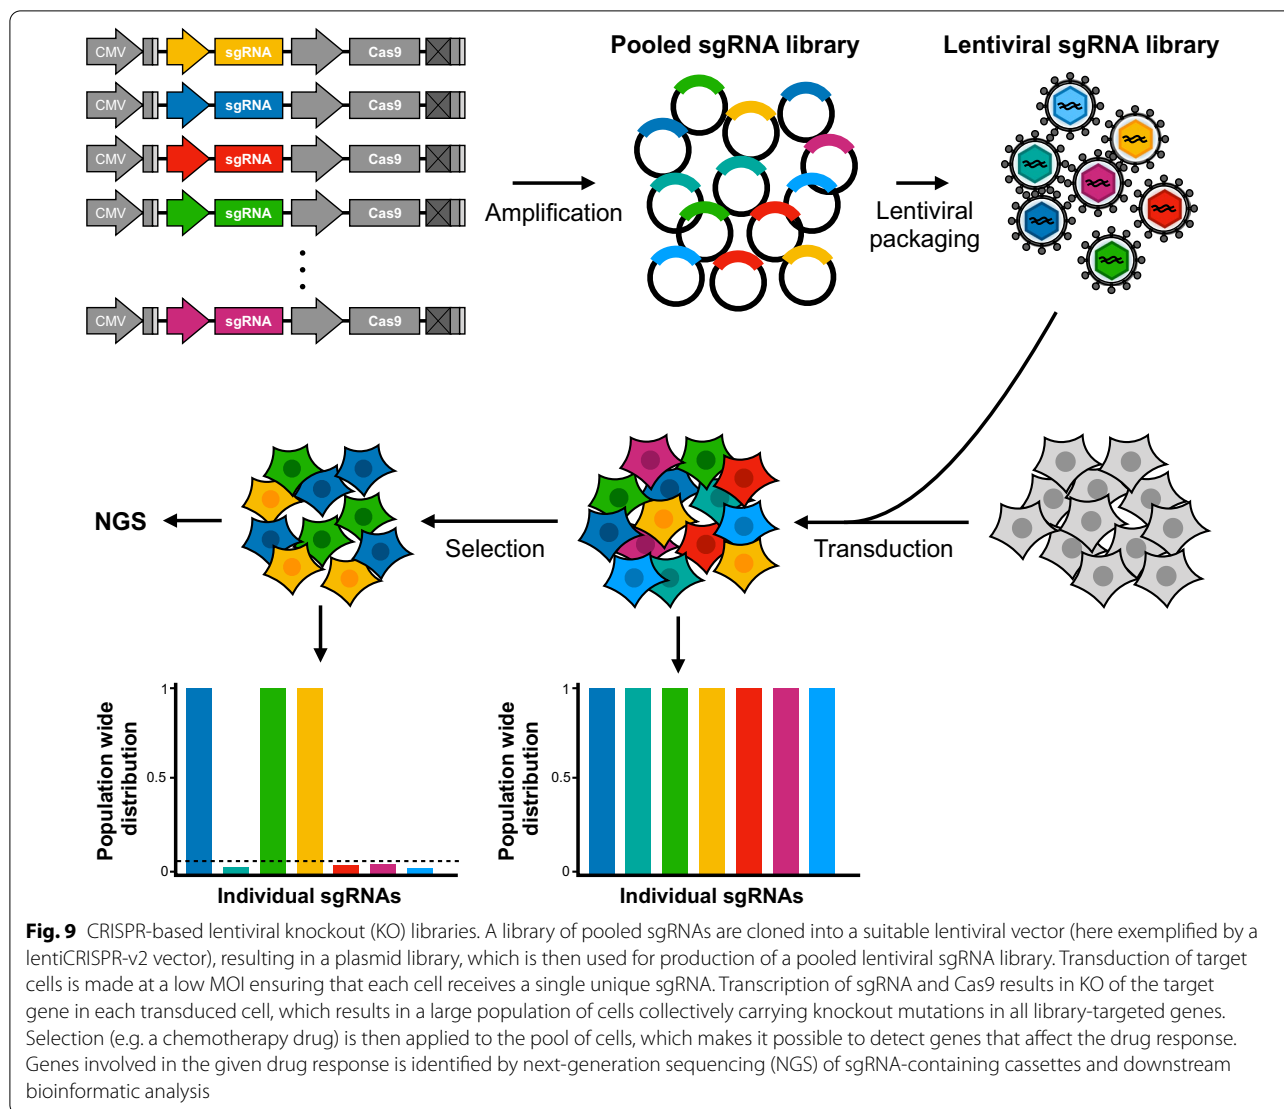 Pooled sgRNA library
Lentiviral sgRNA library
CMV sgRNA Cas9
CMV sgRNA Cas9
CMV sgRNA Cas9
CMV sgRNA Cas9
CMV sgRNA Cas9
Amplification
Lentiviral
packaging
NGS
Selection
Transduction
Population wide
distribution
1
0.5
0
Individual sgRNAs
Population wide
distribution
1
0.5
0
Individual sgRNAs
Fig. 9 CRISPR-based lentiviral knockout (KO) libraries. A library of pooled sgRNAs are cloned into a suitable lentiviral vector (here exemplified by a
lentiCRISPR-v2 vector), resulting in a plasmid library, which is then used for production of a pooled lentiviral sgRNA library. Transduction of target
cells is made at a low MOI ensuring that each cell receives a single unique sgRNA. Transcription of sgRNA and Cas9 results in KO of the target
gene in each transduced cell, which results in a large population of cells collectively carrying knockout mutations in all library-targeted genes.
Selection (e.g. a chemotherapy drug) is then applied to the pool of cells, which makes it possible to detect genes that affect the drug response.
Genes involved in the given drug response is identified by next-generation sequencing (NGS) of sgRNA-containing cassettes and downstream
bioinformatic analysis